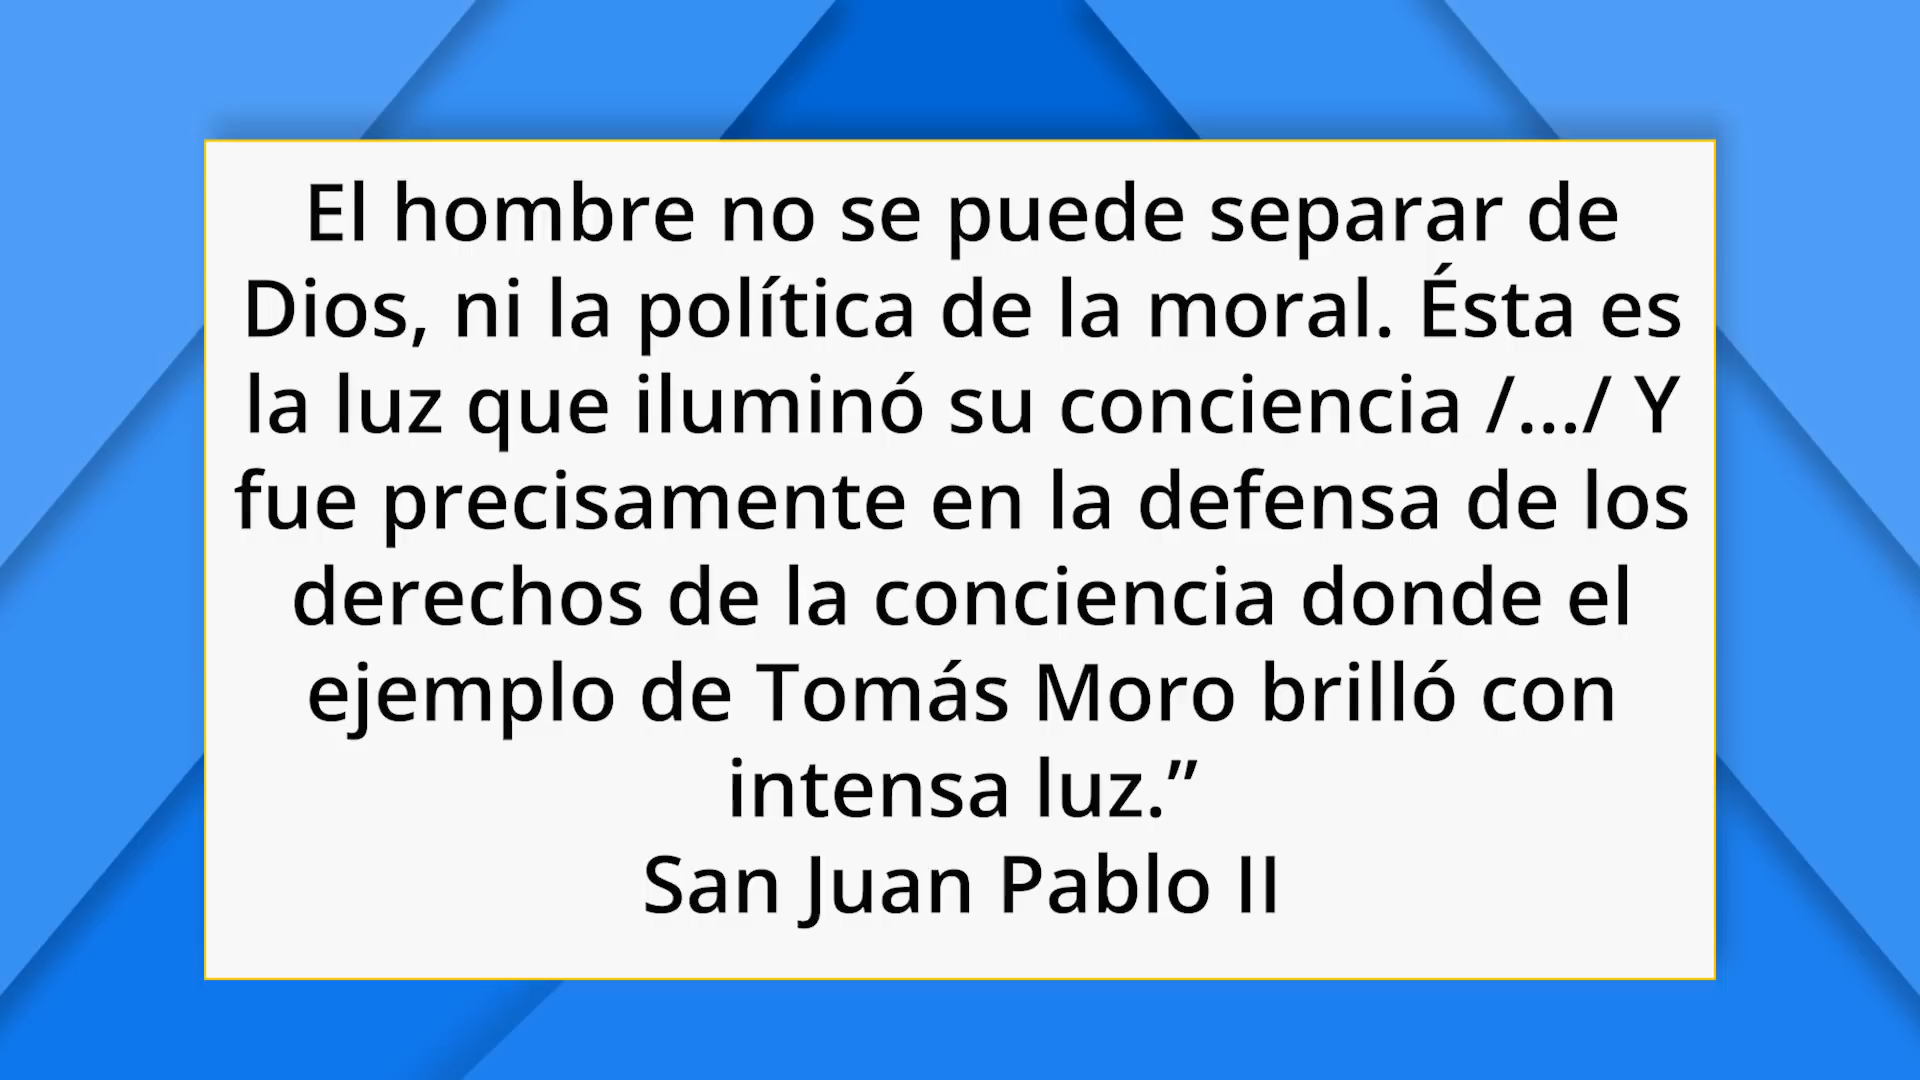 El hombre no se puede separar de
Dios, ni la política de la moral. Ésta es
la luz que iluminó su conciencia /.../ Y
fue precisamente en la defensa de los
derechos de la conciencia donde el
ejemplo de Tomás Moro brilló con
intensa luz.”
San Juan Pablo II